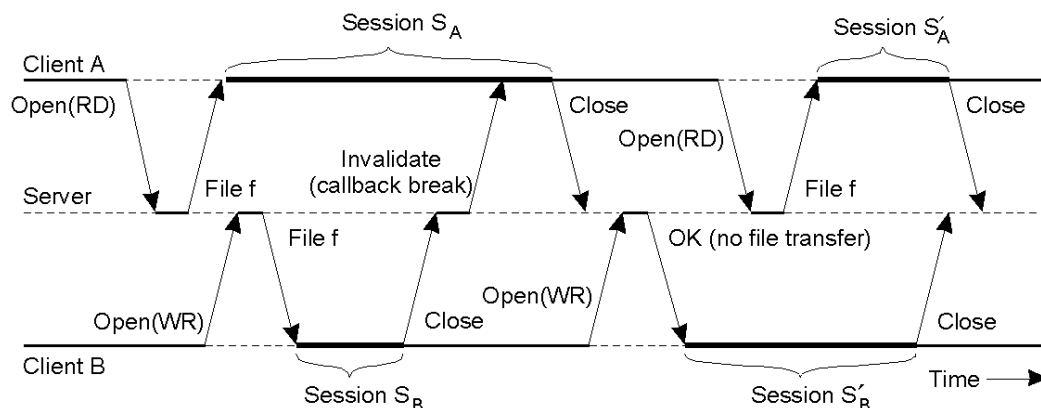 Session S_A
Session S′_A
Client A
Open(RD)
Close
Open(RD)
Close
Invalidate
(callback break)
Server
File f
File f
File f
OK (no file transfer)
Open(WR)
Close
Open(WR)
Close
Client B
Session S_B
Session S′_B
Time